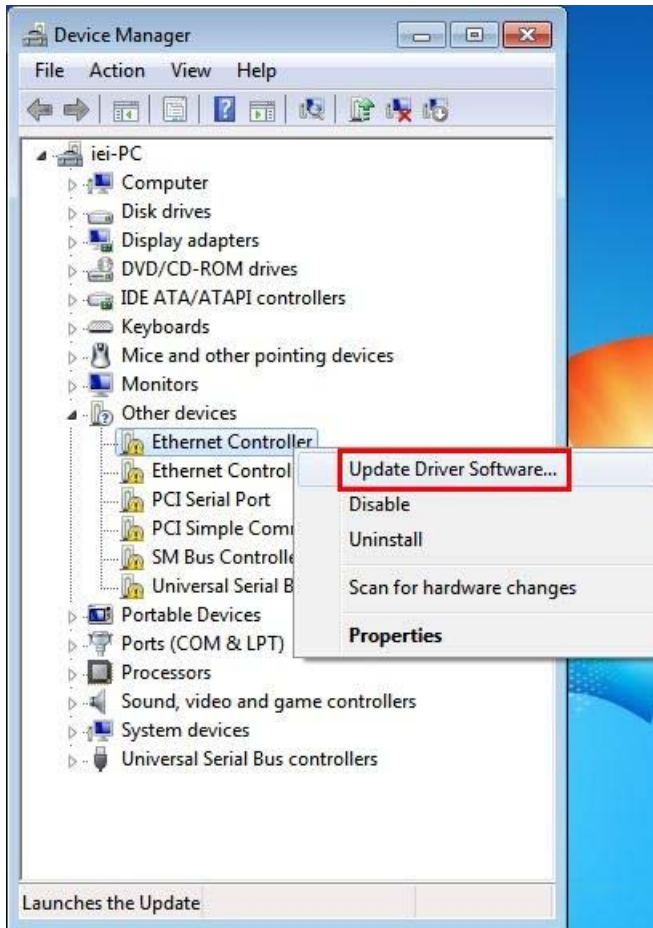 Device Manager
File Action View Help
iei-PC
Computer
Disk drives
Display adapters
DVD/CD-ROM drives
IDE ATA/ATAPI controllers
Keyboards
Mice and other pointing devices
Monitors
Other devices
Ethernet Controller
Ethernet Control
PCI Serial Port
PCI Simple Com
SM Bus Controlle
Universal Serial B
Portable Devices
Ports (COM & LPT)
Processors
Sound, video and game controllers
System devices
Universal Serial Bus controllers
Update Driver Software...
Disable
Uninstall
Scan for hardware changes
Properties
Launches the Update